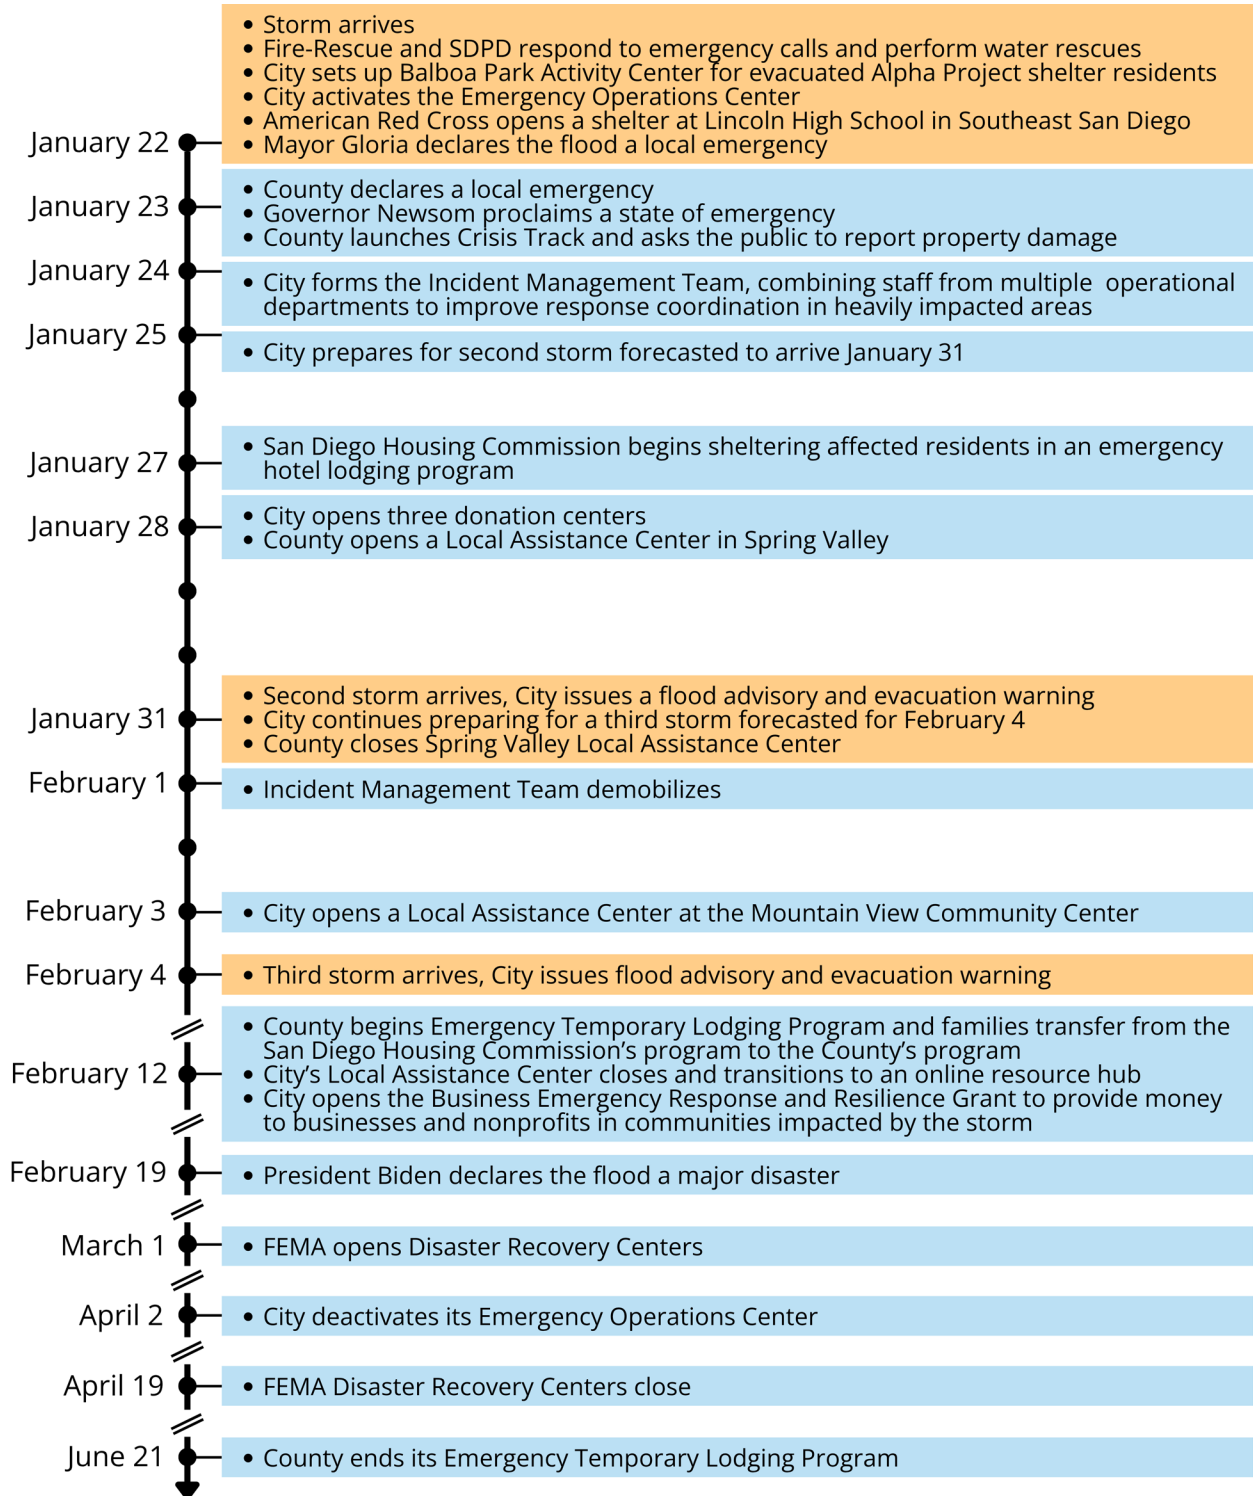 • Storm arrives
• Fire-Rescue and SDPD respond to emergency calls and perform water rescues
• City sets up Balboa Park Activity Center for evacuated Alpha Project shelter residents
• City activates the Emergency Operations Center
• American Red Cross opens a shelter at Lincoln High School in Southeast San Diego
January 22
• Mayor Gloria declares the flood a local emergency
• County declares a local emergency
January 23
• Governor Newsom proclaims a state of emergency
• County launches Crisis Track and asks the public to report property damage
January 24
• City forms the Incident Management Team, combining staff from multiple  operational
departments to improve response coordination in heavily impacted areas
January 25
• City prepares for second storm forecasted to arrive January 31
January 27
• San Diego Housing Commission begins sheltering affected residents in an emergency
hotel lodging program
January 28
• City opens three donation centers
• County opens a Local Assistance Center in Spring Valley
January 31
• Second storm arrives, City issues a flood advisory and evacuation warning
• City continues preparing for a third storm forecasted for February 4
• County closes Spring Valley Local Assistance Center
February 1
• Incident Management Team demobilizes
February 3
• City opens a Local Assistance Center at the Mountain View Community Center
February 4
• Third storm arrives, City issues flood advisory and evacuation warning
February 12
• County begins Emergency Temporary Lodging Program and families transfer from the
San Diego Housing Commission's program to the County's program
• City's Local Assistance Center closes and transitions to an online resource hub
• City opens the Business Emergency Response and Resilience Grant to provide money
to businesses and nonprofits in communities impacted by the storm
February 19
• President Biden declares the flood a major disaster
March 1
• FEMA opens Disaster Recovery Centers
April 2
• City deactivates its Emergency Operations Center
April 19
• FEMA Disaster Recovery Centers close
June 21
• County ends its Emergency Temporary Lodging Program